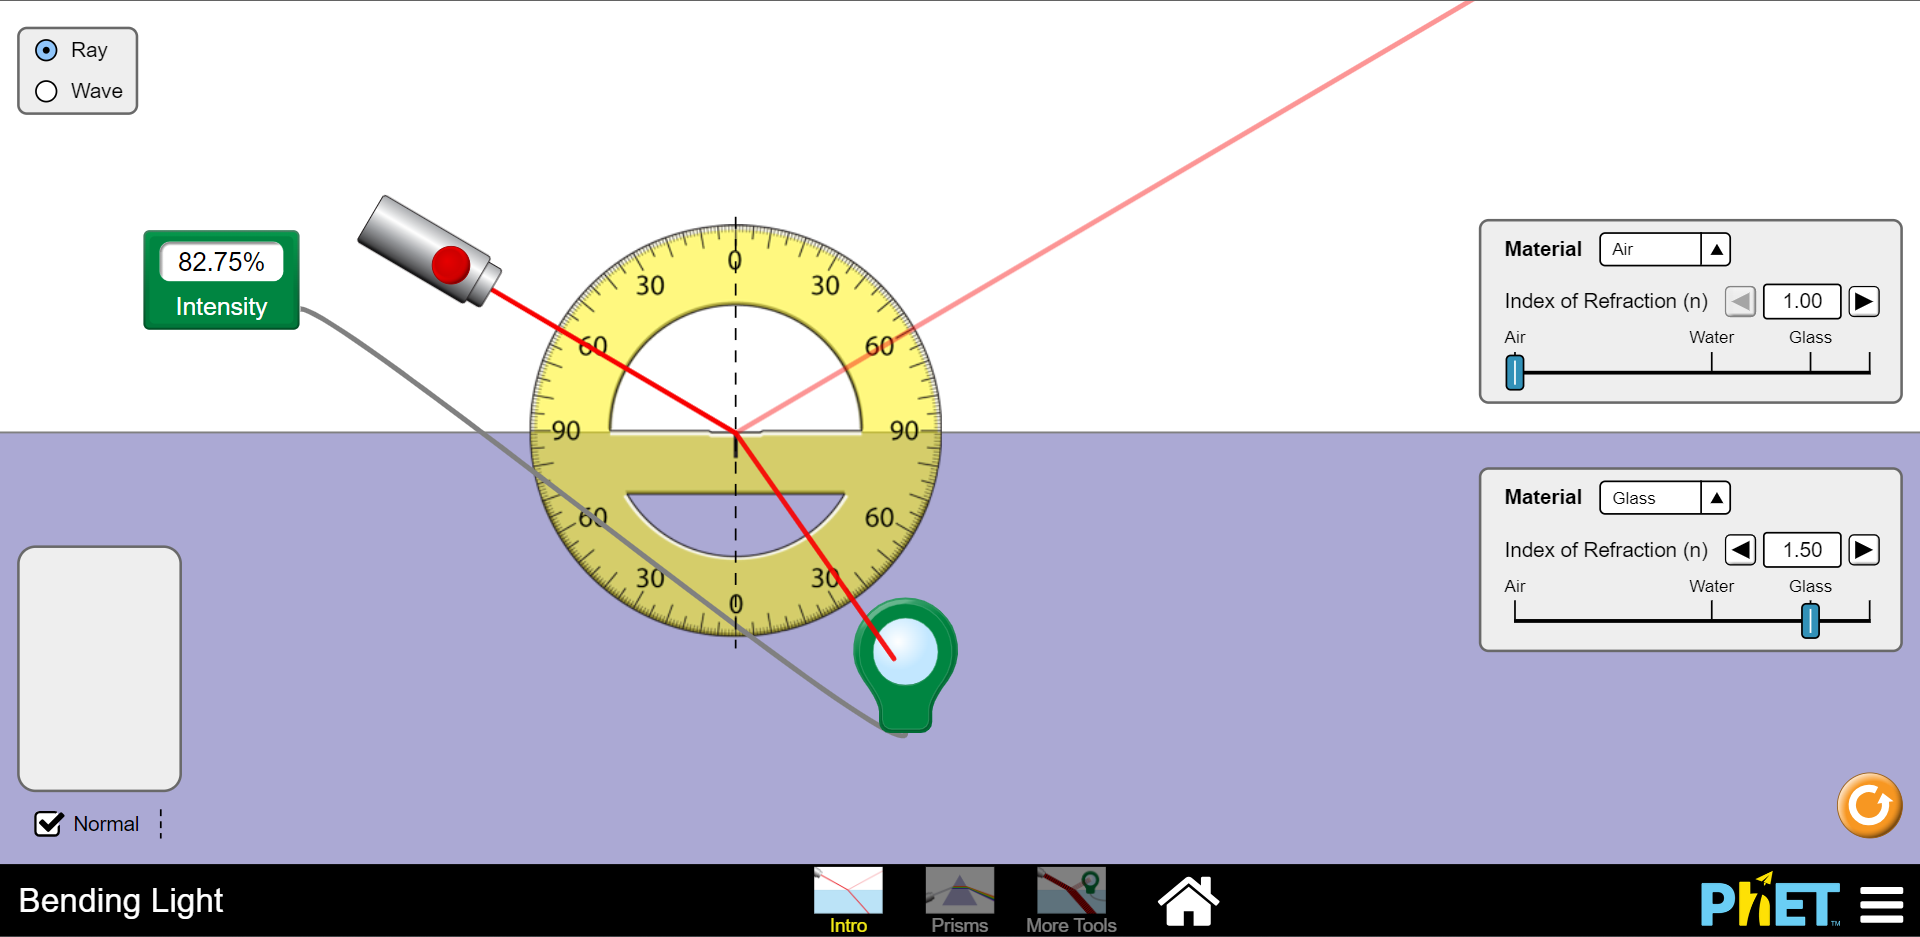 Ray
Wave
82.75%
Intensity
0
30 30
60 60
90 90
60 60
30 30
0
Material Air
Index of Refraction (n) 1.00
Air Water Glass
Material Glass
Index of Refraction (n) 1.50
Air Water Glass
Normal
Bending Light
Intro
Prisms
More Tools
PhET™